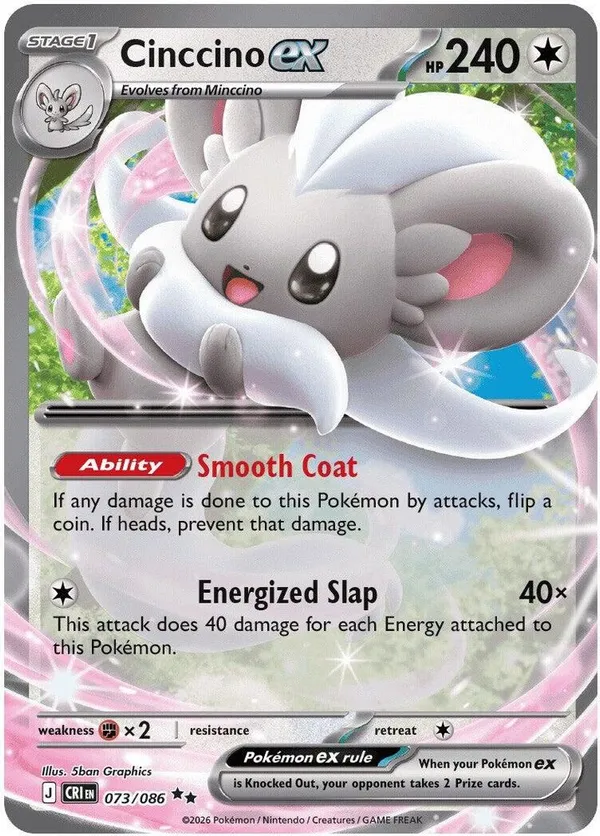 STAGE1
Cinccino ex
HP 240
Evolves from Minccino
Ability Smooth Coat
If any damage is done to this Pokémon by attacks, flip a
coin. If heads, prevent that damage.
Energized Slap 40×
This attack does 40 damage for each Energy attached to
this Pokémon.
weakness ×2 resistance retreat
Pokémon ex rule When your Pokémon ex
is Knocked Out, your opponent takes 2 Prize cards.
Illus. 5ban Graphics
J CRI EN 073/086 ★★
©2026 Pokémon / Nintendo / Creatures / GAME FREAK